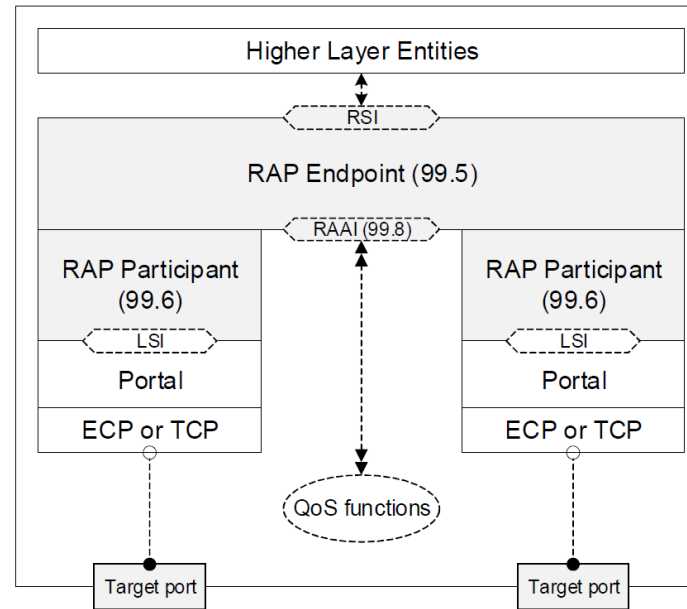 Higher Layer Entities
RSI
RAP Endpoint (99.5)
RAAI (99.8)
RAP Participant
(99.6)
RAP Participant
(99.6)
LSI
LSI
Portal
Portal
ECP or TCP
ECP or TCP
QoS functions
Target port
Target port